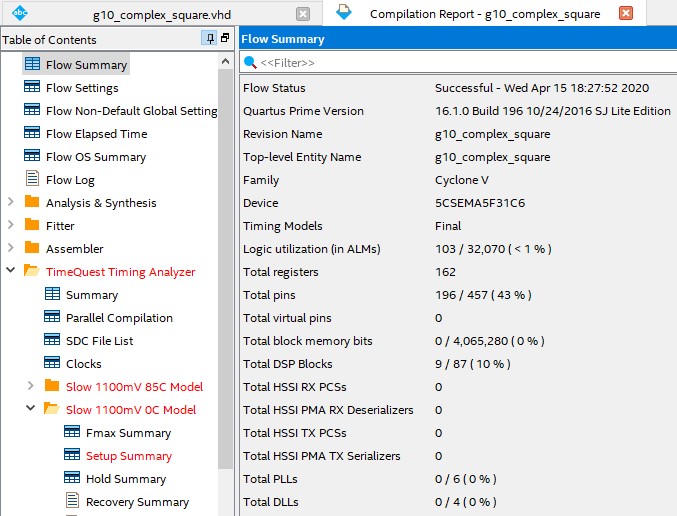 abc g10_complex_square.vhd
Compilation Report - g10_complex_square
Table of Contents
Flow Summary
Flow Settings
Flow Non-Default Global Setting
Flow Elapsed Time
Flow OS Summary
Flow Log
Analysis & Synthesis
Fitter
Assembler
TimeQuest Timing Analyzer
Summary
Parallel Compilation
SDC File List
Clocks
Slow 1100mV 85C Model
Slow 1100mV 0C Model
Fmax Summary
Setup Summary
Hold Summary
Recovery Summary
Flow Summary
<<Filter>>
Flow Status Successful - Wed Apr 15 18:27:52 2020
Quartus Prime Version 16.1.0 Build 196 10/24/2016 SJ Lite Edition
Revision Name g10_complex_square
Top-level Entity Name g10_complex_square
Family Cyclone V
Device 5CSEMA5F31C6
Timing Models Final
Logic utilization (in ALMs) 103 / 32,070 ( < 1 % )
Total registers 162
Total pins 196 / 457 ( 43 % )
Total virtual pins 0
Total block memory bits 0 / 4,065,280 ( 0 % )
Total DSP Blocks 9 / 87 ( 10 % )
Total HSSI RX PCSs 0
Total HSSI PMA RX Deserializers 0
Total HSSI TX PCSs 0
Total HSSI PMA TX Serializers 0
Total PLLs 0 / 6 ( 0 % )
Total DLLs 0 / 4 ( 0 % )